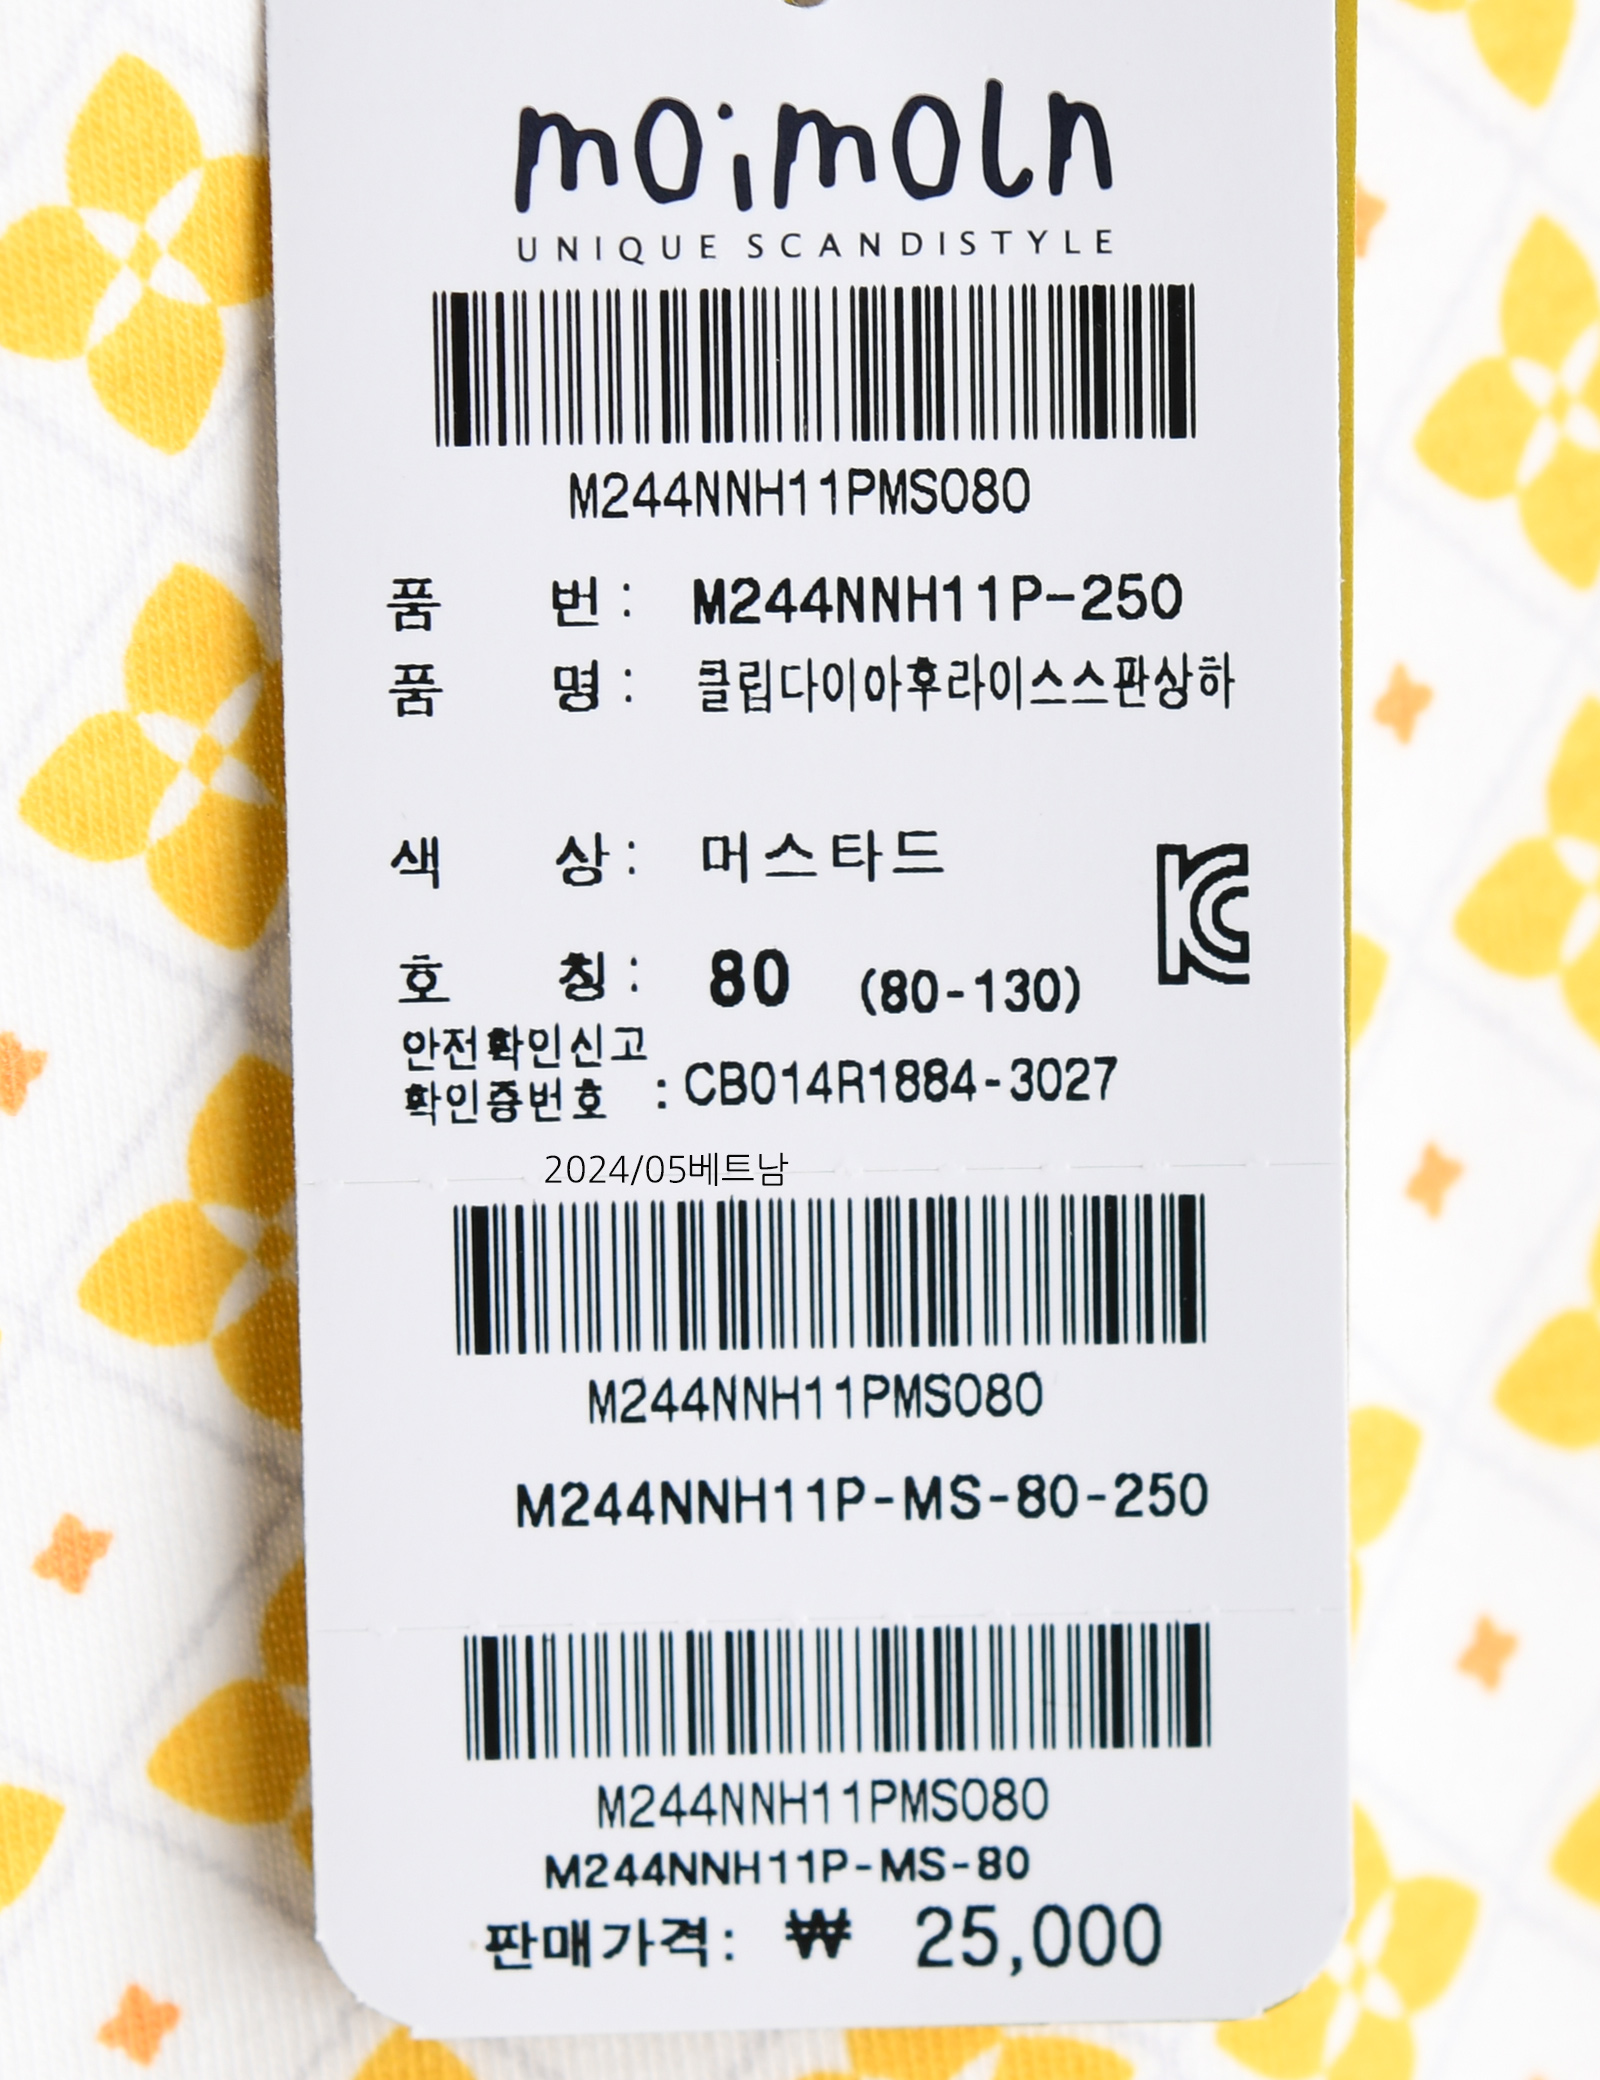 moimoln
UNIQUE SCANDISTYLE
M244NNH11PMS080
품 번 : M244NNH11P-250
품 명 : 클립다이아후라이스스판상하
색 상 : 머스타드
호 칭 : 80 (80-130)
안전확인신고
확인증번호 : CB014R1884-3027
2024/05베트남
M244NNH11PMS080
M244NNH11P-MS-80-250
M244NNH11PMS080
M244NNH11P-MS-80
판매가격: ₩ 25,000